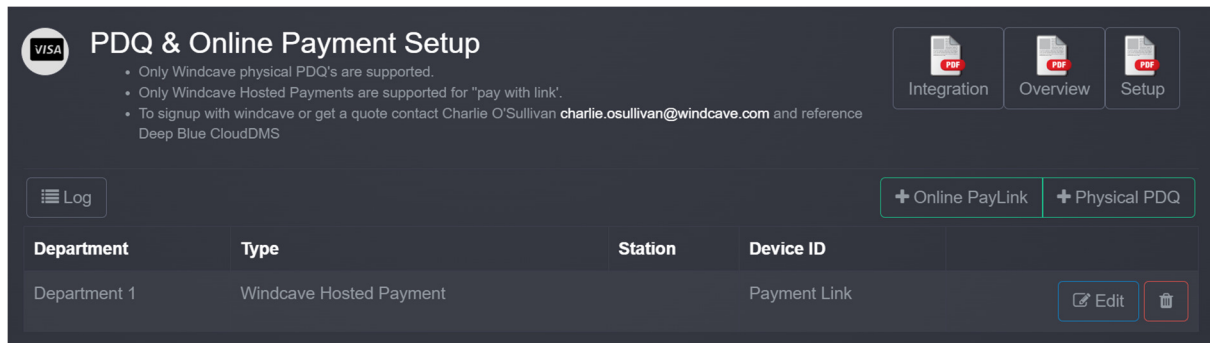 VISA
PDQ & Online Payment Setup
• Only Windcave physical PDQ's are supported.
• Only Windcave Hosted Payments are supported for "pay with link'.
• To signup with windcave or get a quote contact Charlie O'Sullivan charlie.osullivan@windcave.com and reference
Deep Blue CloudDMS
PDF
Integration
PDF
Overview
PDF
Setup
Log
+ Online PayLink
+ Physical PDQ
Department Type Station Device ID
Department 1 Windcave Hosted Payment Payment Link Edit